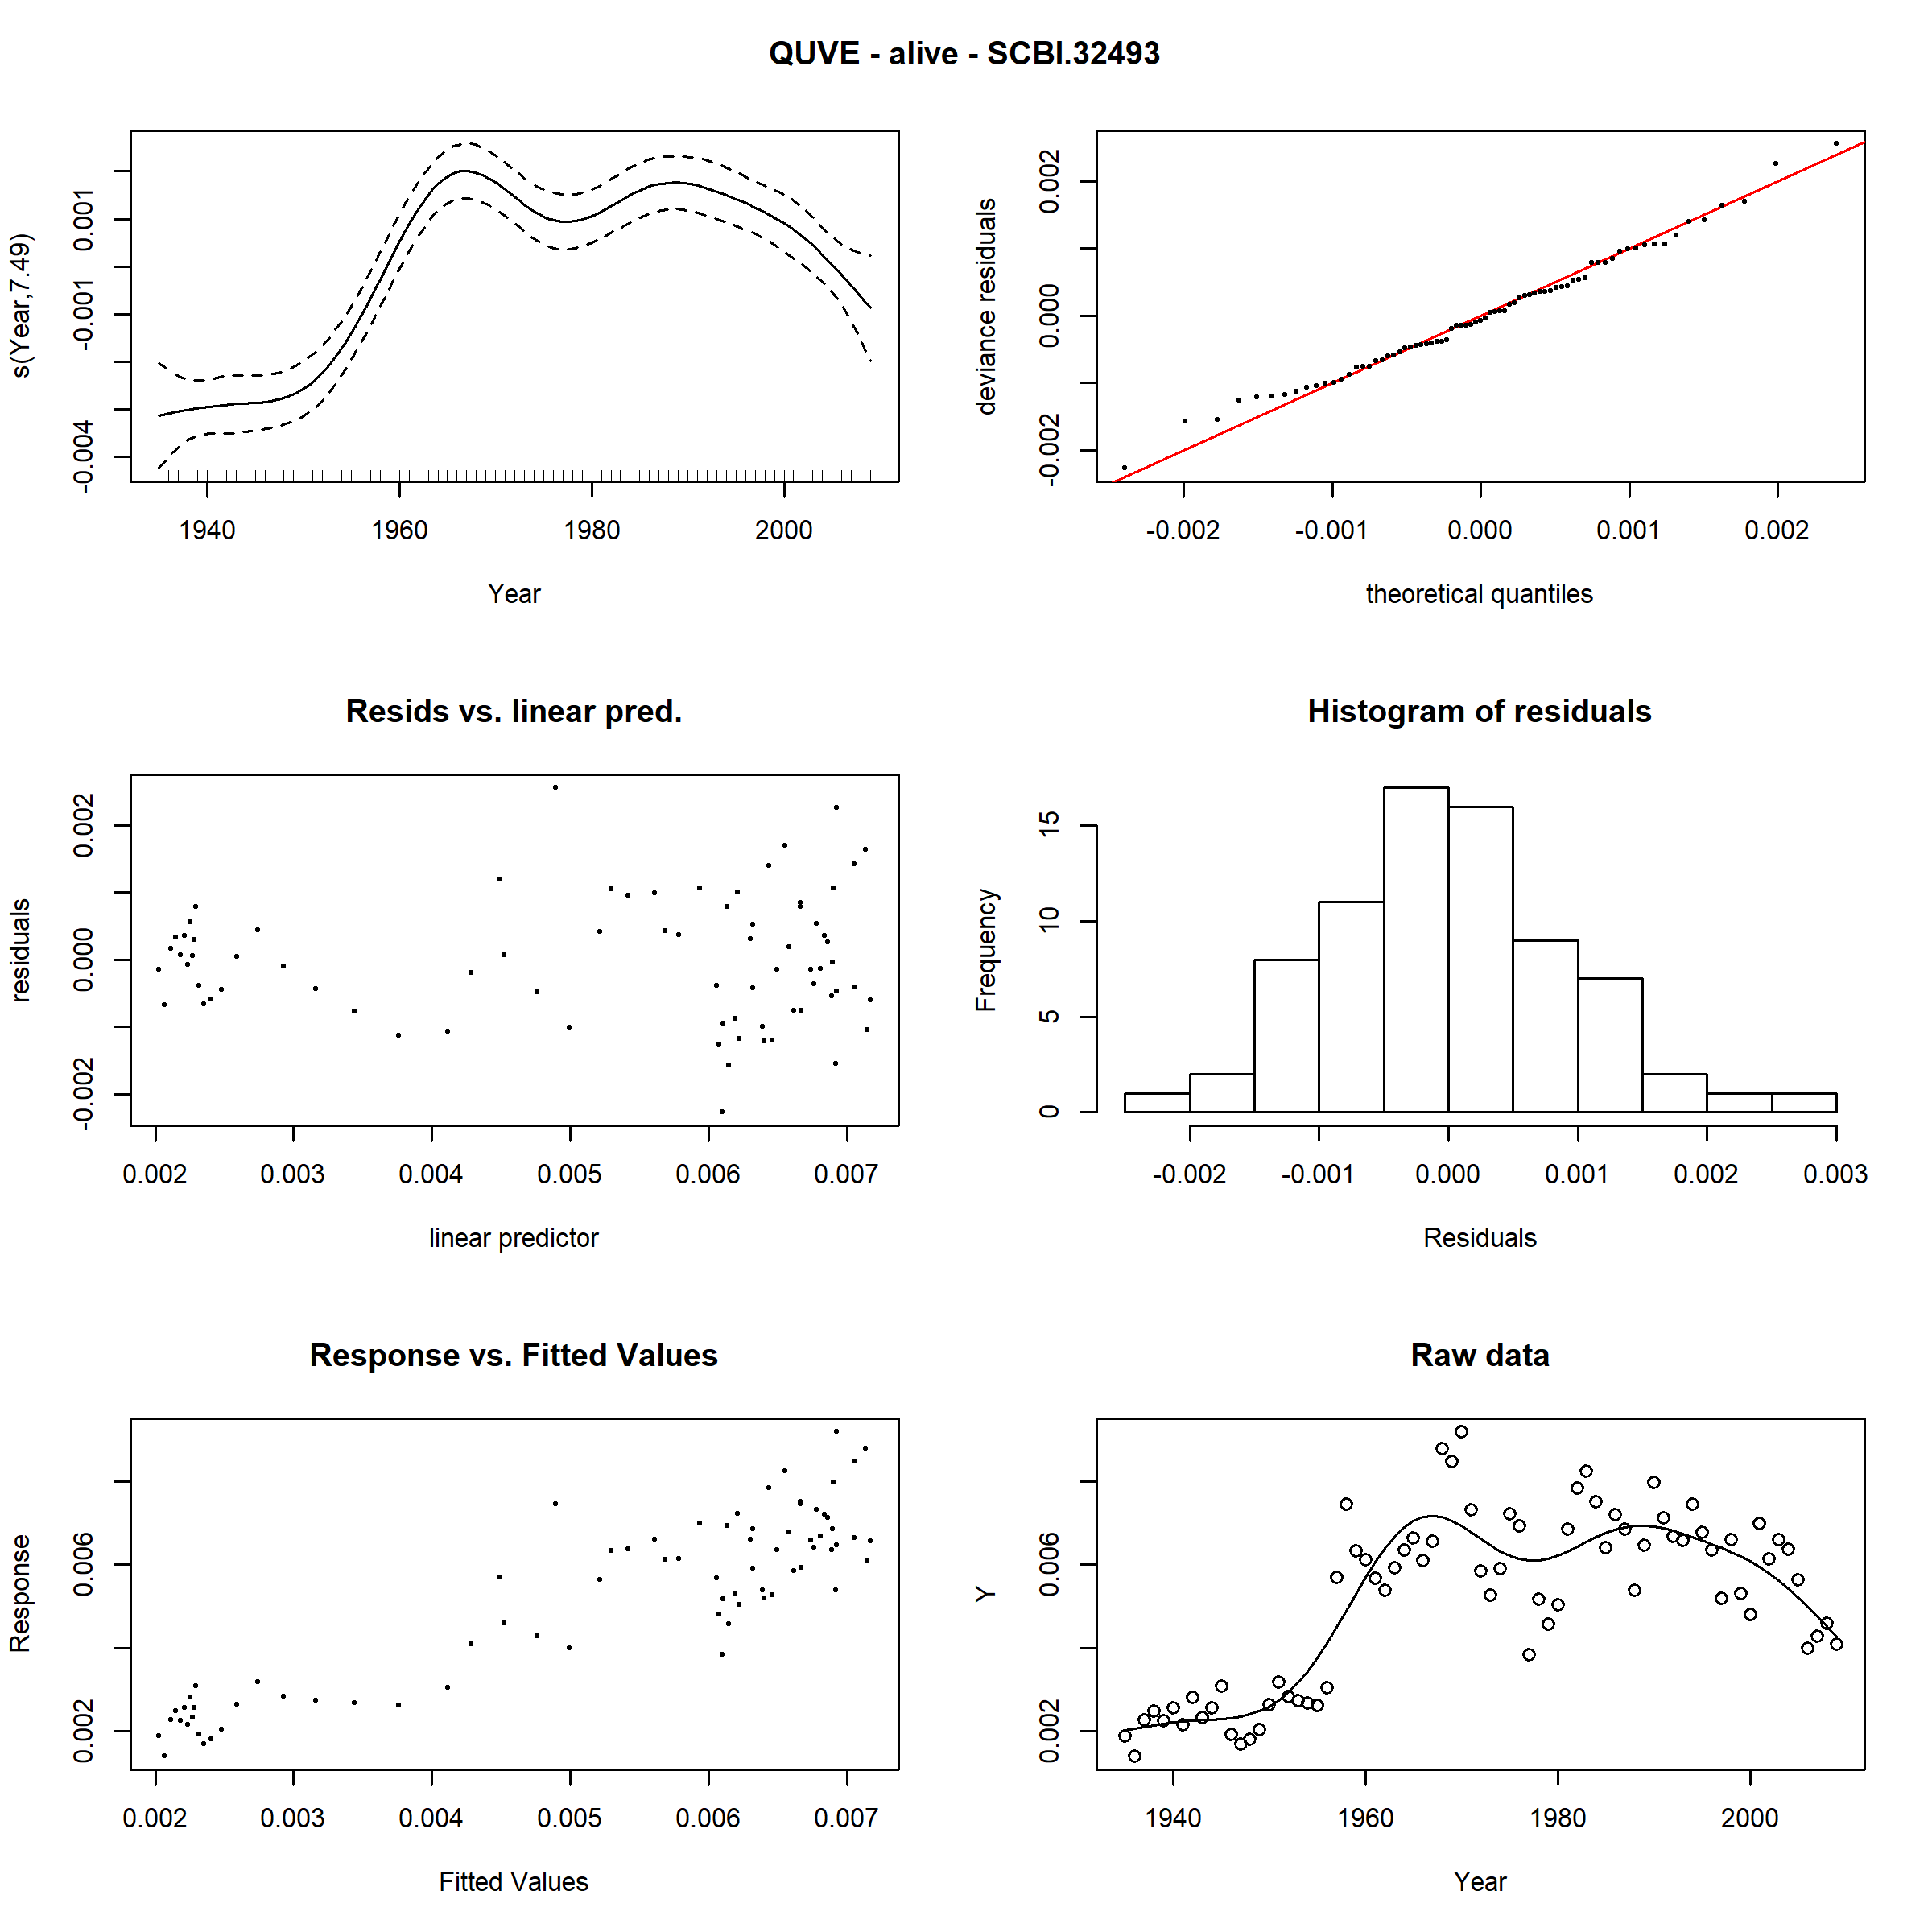 QUVE - alive - SCBI.32493
s(Year,7.49)
-0.004 -0.001 0.001
1940 1960 1980 2000
Year
deviance residuals
-0.002 0.000 0.002
-0.002 -0.001 0.000 0.001 0.002
theoretical quantiles
Resids vs. linear pred.
residuals
-0.002 0.000 0.002
0.002 0.003 0.004 0.005 0.006 0.007
linear predictor
Histogram of residuals
Frequency
0 5 10 15
-0.002 -0.001 0.000 0.001 0.002 0.003
Residuals
Response vs. Fitted Values
Response
0.002 0.006
0.002 0.003 0.004 0.005 0.006 0.007
Fitted Values
Raw data
Y
0.002 0.006
1940 1960 1980 2000
Year